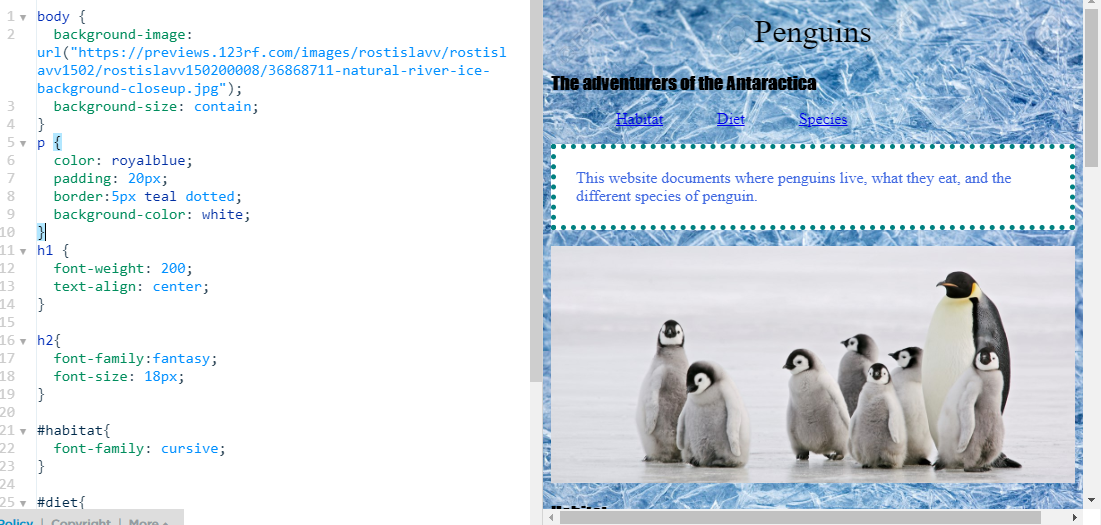 1 body {
2 background-image:
url("https://previews.123rf.com/images/rostislavv/rostisl
avv1502/rostislavv150200008/36868711-natural-river-ice-
background-closeup.jpg");
3 background-size: contain;
4 }
5 p {
6 color: royalblue;
7 padding: 20px;
8 border:5px teal dotted;
9 background-color: white;
10 }
11 h1 {
12 font-weight: 200;
13 text-align: center;
14 }
15
16 h2{
17 font-family:fantasy;
18 font-size: 18px;
19 }
20
21 #habitat{
22 font-family: cursive;
23 }
24
25 #diet{
Policy | Copyright | More
Penguins
The adventurers of the Antaractica
Habitat Diet Species
This website documents where penguins live, what they eat, and the
different species of penguin.
Habitat